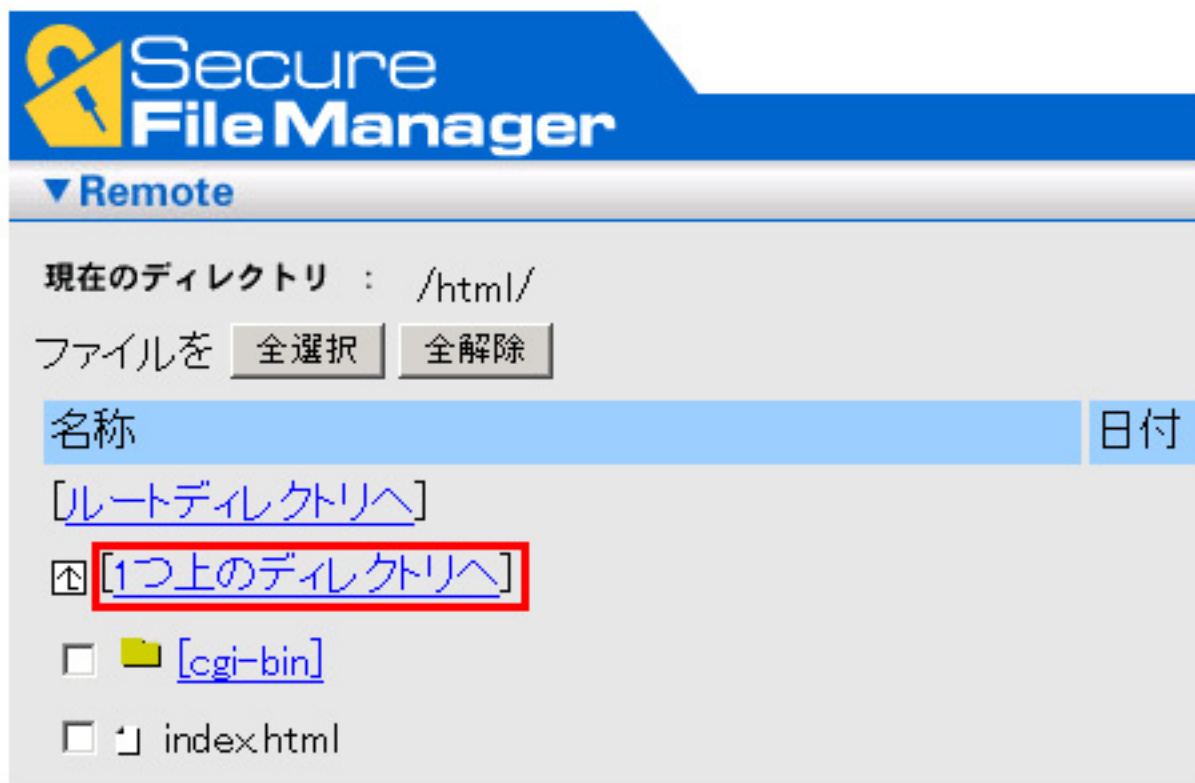 Secure
FileManager
▼Remote
現在のディレクトリ : /html/
ファイルを 全選択 全解除
名称 日付
[ルートディレクトリへ]
[1つ上のディレクトリへ]
[cgi-bin]
index.html